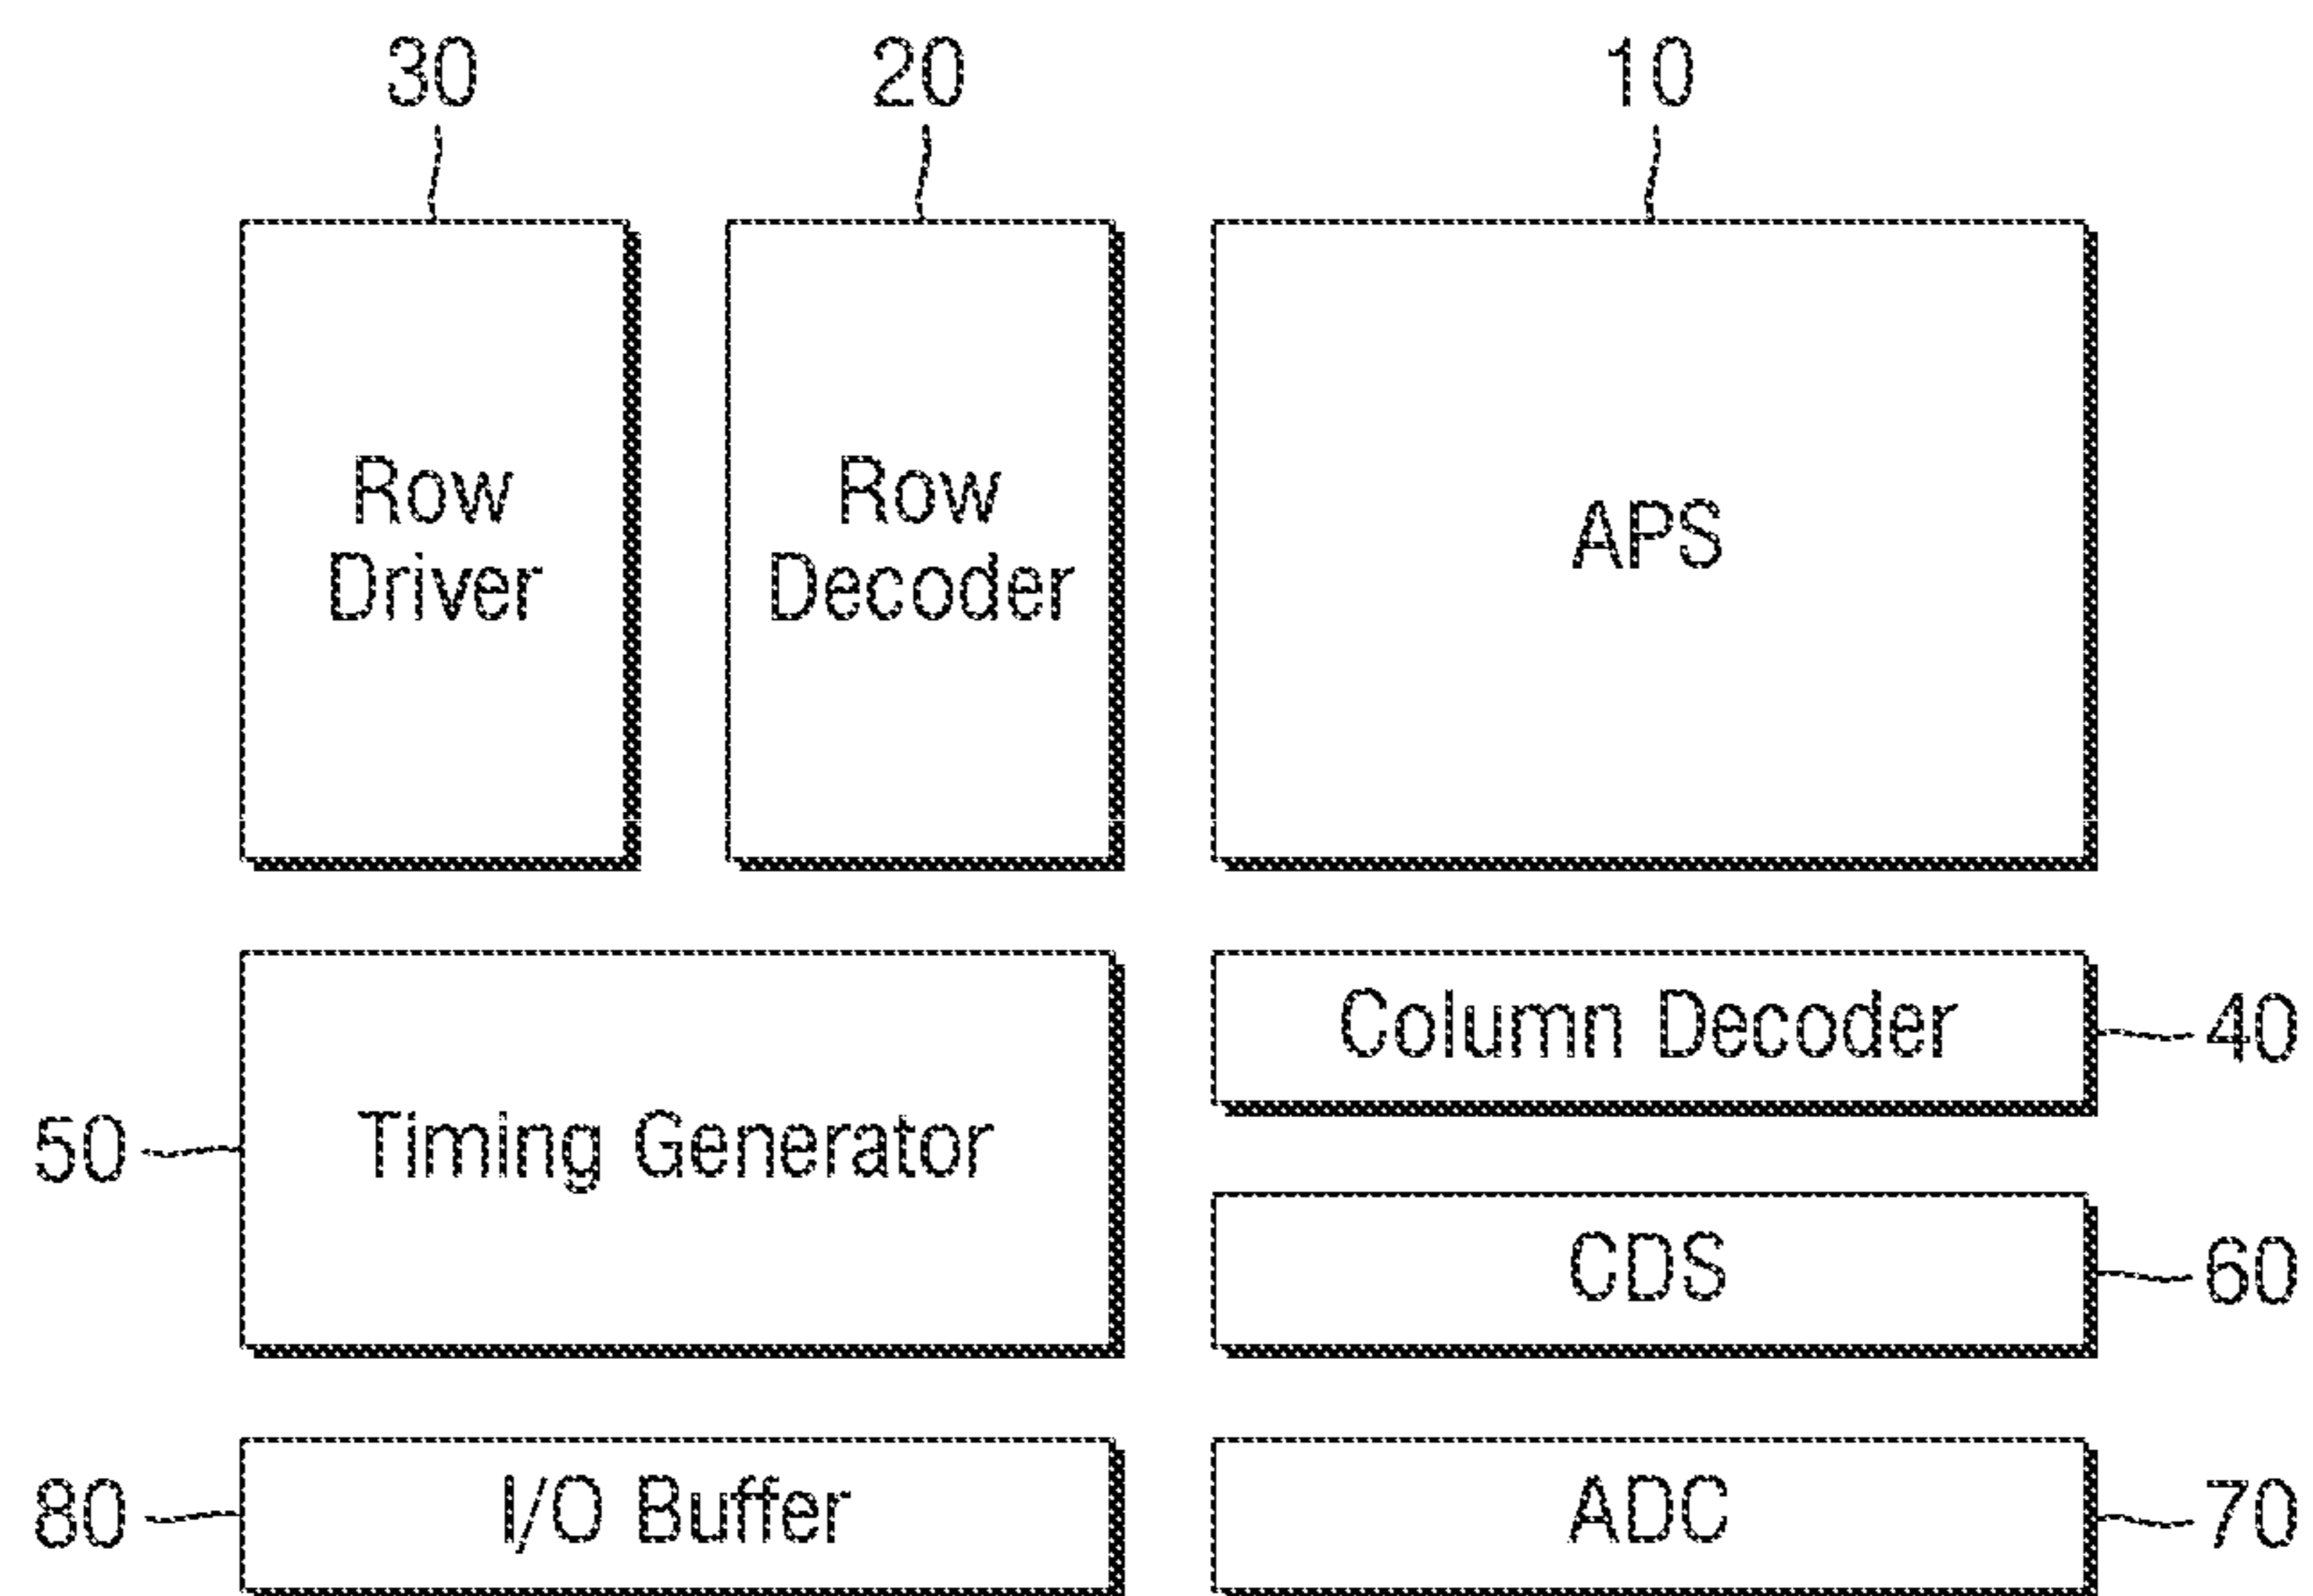 30
20
10
Row
Driver
Row
Decoder
APS
Column Decoder
40
50
Timing Generator
CDS
60
80
I/O Buffer
ADC
70